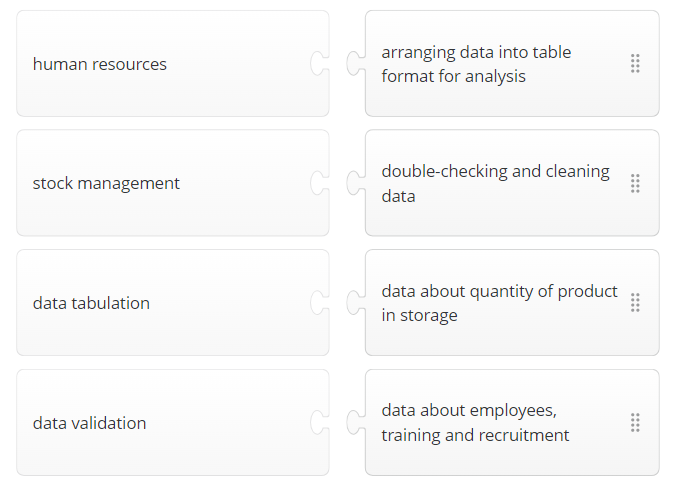 human resources
arranging data into table
format for analysis
stock management
double-checking and cleaning
data
data tabulation
data about quantity of product
in storage
data validation
data about employees,
training and recruitment